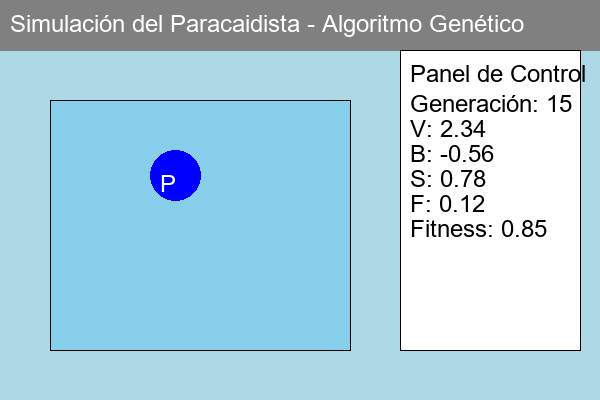 Simulación del Paracaidista - Algoritmo Genético
Panel de Control
Generación: 15
V: 2.34
B: -0.56
S: 0.78
F: 0.12
Fitness: 0.85
P